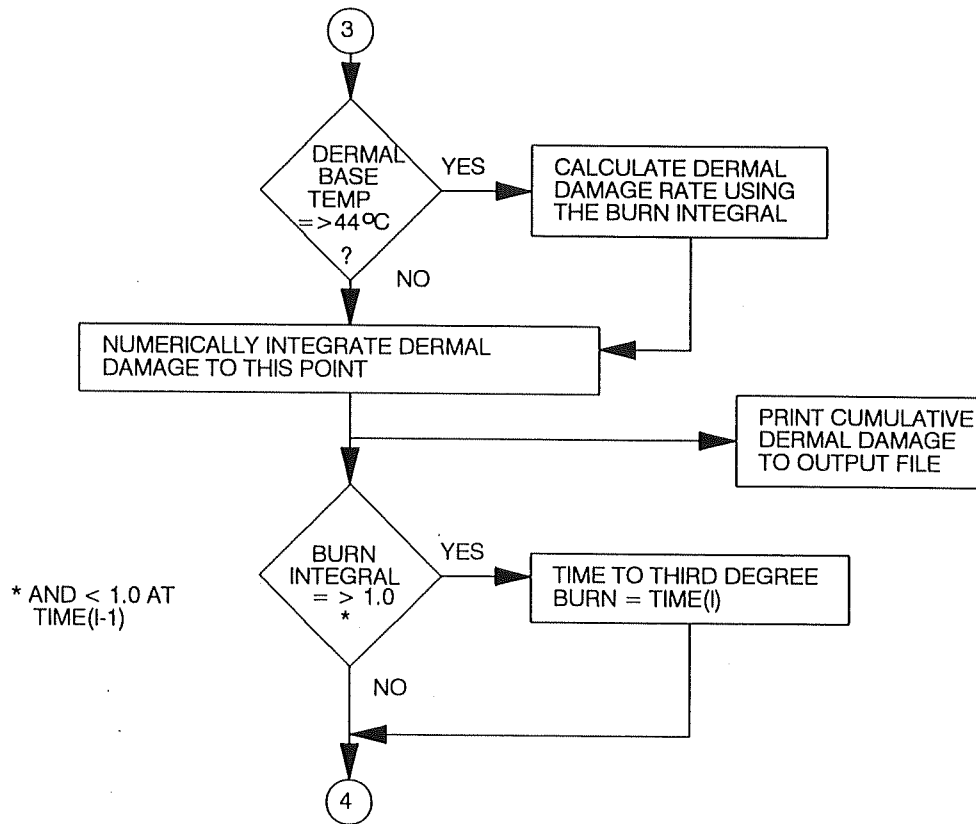 3
DERMAL
BASE
TEMP
=>44ºC
?
YES
CALCULATE DERMAL
DAMAGE RATE USING
THE BURN INTEGRAL
NO
NUMERICALLY INTEGRATE DERMAL
DAMAGE TO THIS POINT
PRINT CUMULATIVE
DERMAL DAMAGE
TO OUTPUT FILE
BURN
INTEGRAL
= > 1.0
*
YES
TIME TO THIRD DEGREE
BURN = TIME(I)
* AND < 1.0 AT
TIME(I-1)
NO
4